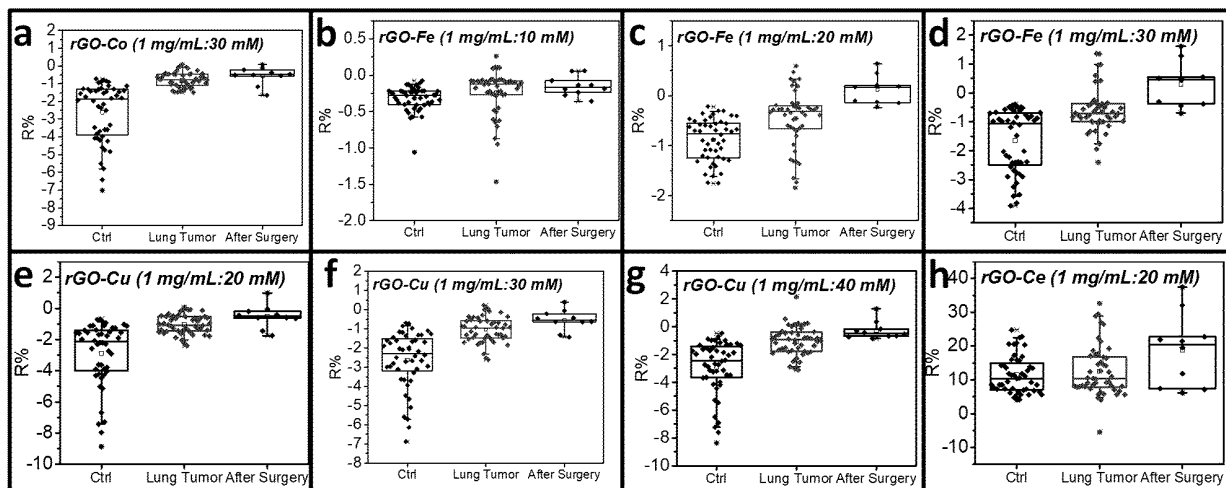 a
rGO-Co (1 mg/mL:30 mM)
R%
2
1
0
-1
-2
-3
-4
-5
-6
-7
-8
-9
Ctrl Lung Tumor After Surgery
b
rGO-Fe (1 mg/mL:10 mM)
R%
0.5
0.0
-0.5
-1.0
-1.5
-2.0
Ctrl Lung Tumor After Surgery
c
rGO-Fe (1 mg/mL:20 mM)
R%
1
0
-1
-2
Ctrl Lung Tumor After Surgery
d
rGO-Fe (1 mg/mL:30 mM)
R%
2
1
0
-1
-2
-3
-4
Ctrl Lung Tumor After Surgery
e
rGO-Cu (1 mg/mL:20 mM)
R%
2
0
-2
-4
-6
-8
-10
Ctrl Lung Tumor After Surgery
f
rGO-Cu (1 mg/mL:30 mM)
R%
2
1
0
-1
-2
-3
-4
-5
-6
-7
-8
Ctrl Lung Tumor After Surgery
g
rGO-Cu (1 mg/mL:40 mM)
R%
4
2
0
-2
-4
-6
-8
-10
Ctrl Lung Tumor After Surgery
h
rGO-Ce (1 mg/mL:20 mM)
R%
40
30
20
10
0
-10
Ctrl Lung Tumor After Surgery